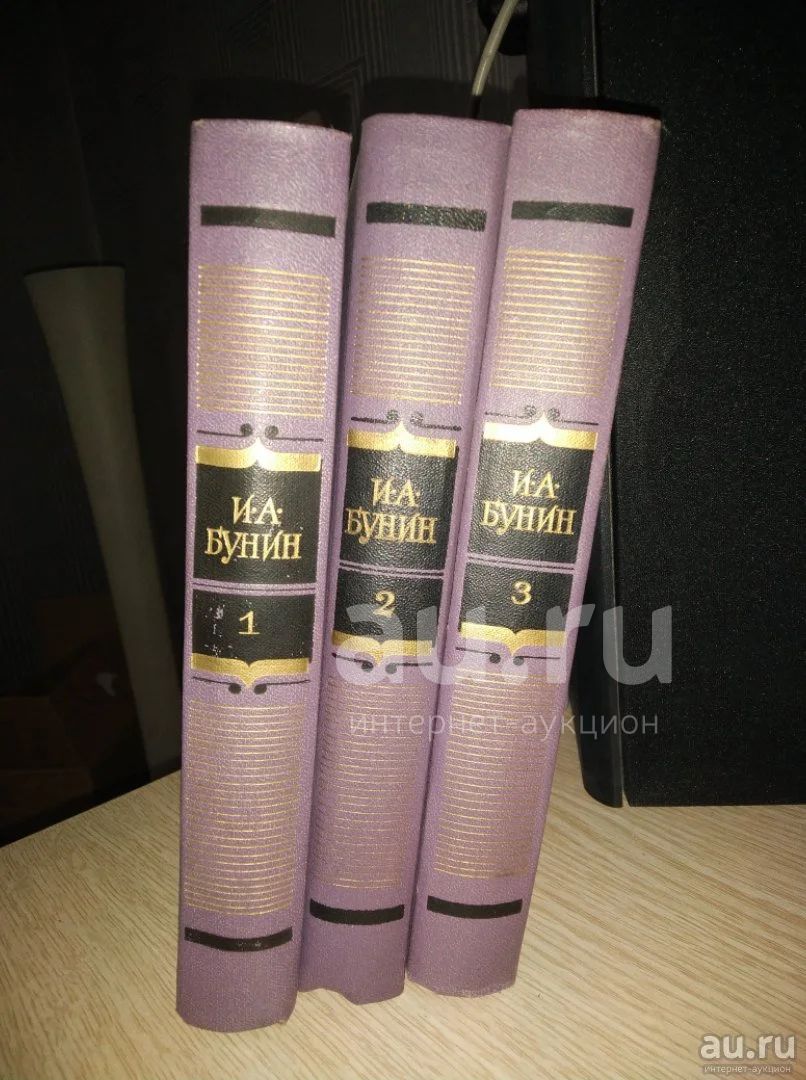 И·А·
БУНИН
1
И·А·
БУНИН
2
И·А·
БУНИН
3
au.ru
интернет-аукцион
au.ru
интернет-аукцион